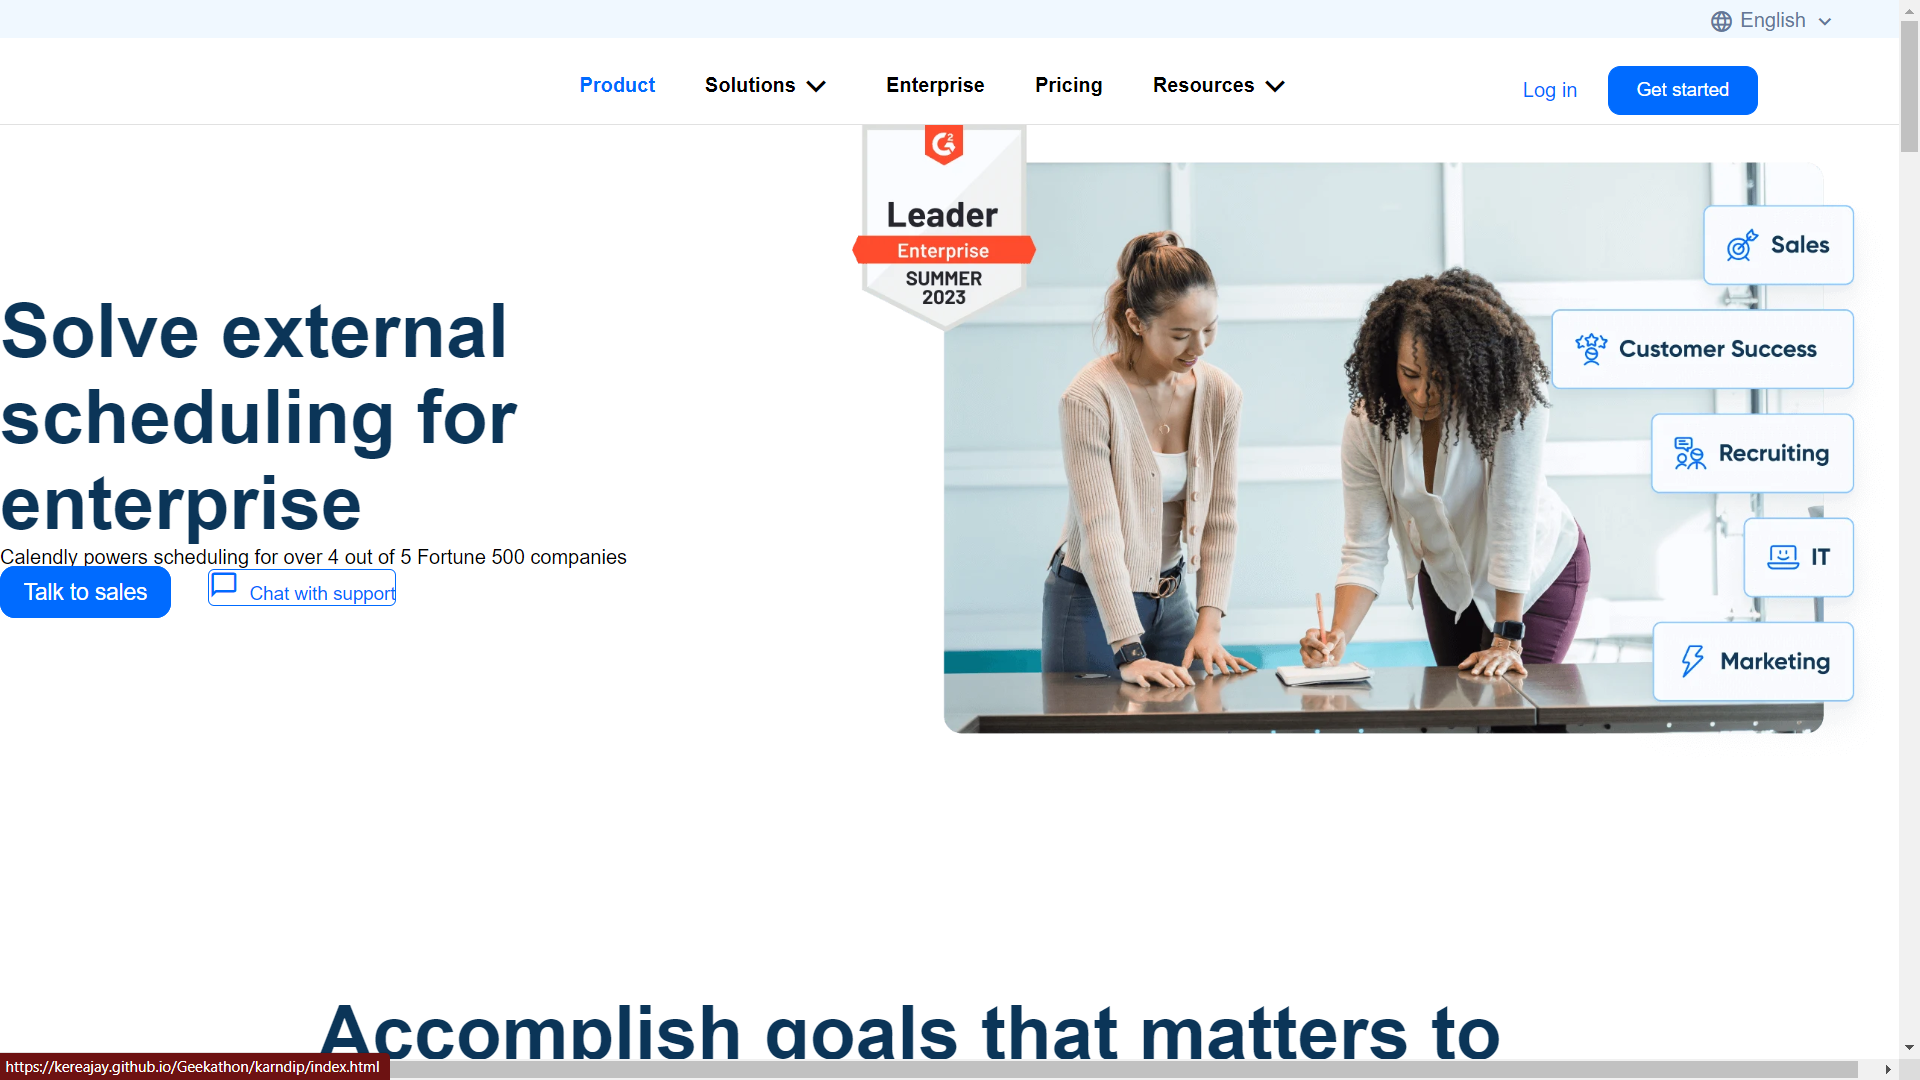 English
Product
Solutions
Enterprise
Pricing
Resources
Log in
Get started
G2
Leader
Enterprise
SUMMER
2023
Sales
Customer Success
Recruiting
IT
Marketing
Solve external
scheduling for
enterprise
Calendly powers scheduling for over 4 out of 5 Fortune 500 companies
Talk to sales
Chat with support
Accomplish goals that matters to
https://kereajay.github.io/Geekathon/karndip/index.html